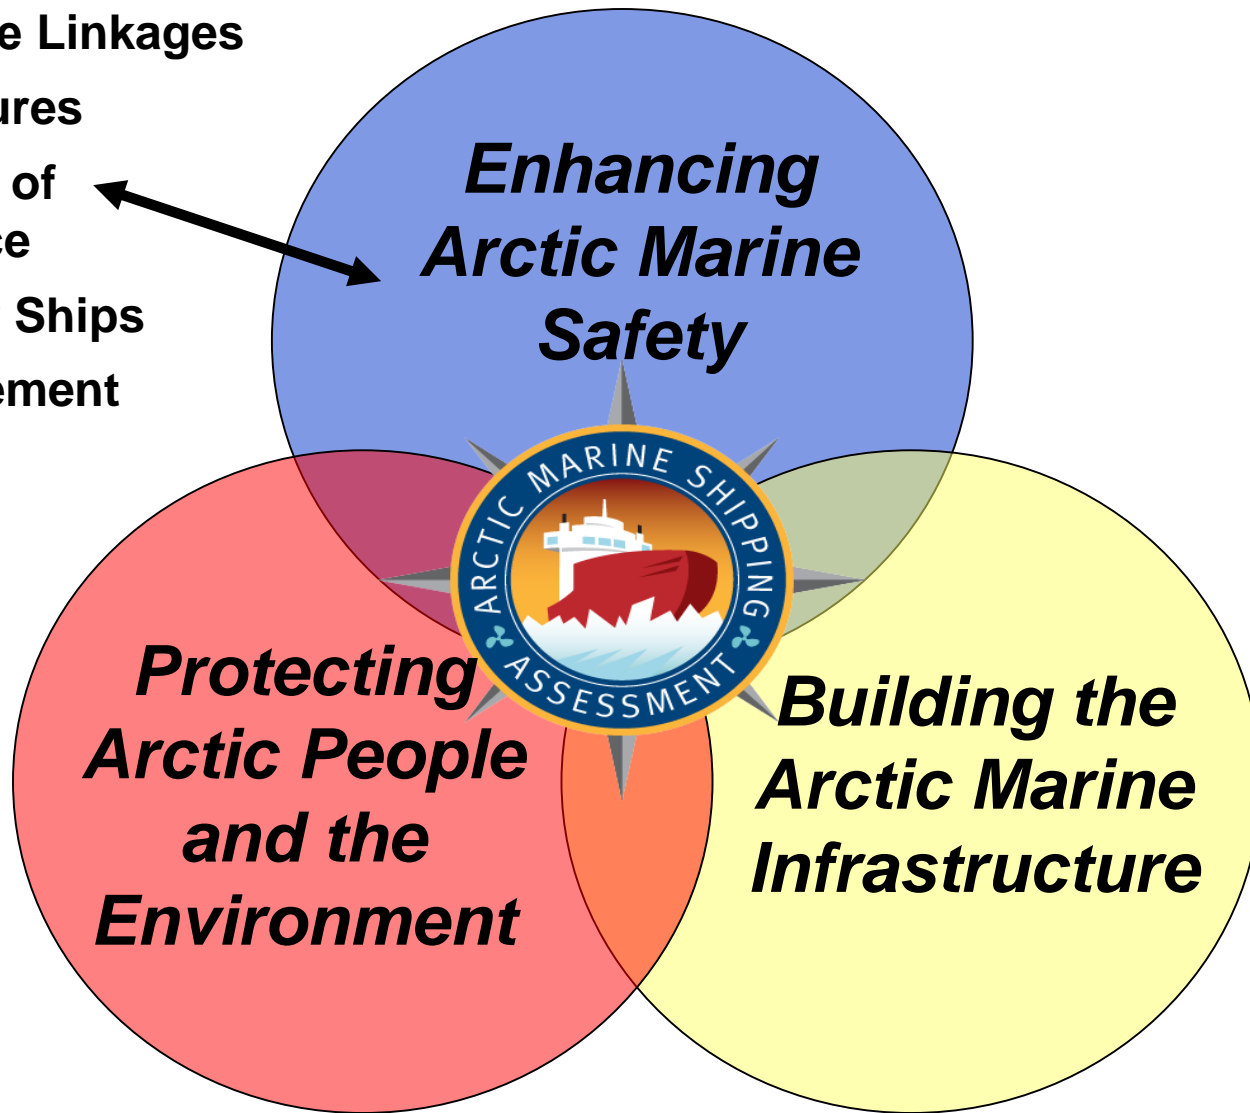 e Linkages
ures
of
ce
Ships
ement
Enhancing
Arctic Marine
Safety
ARCTIC MARINE SHIPPING
ASSESSMENT
Protecting
Arctic People
and the
Environment
Building the
Arctic Marine
Infrastructure